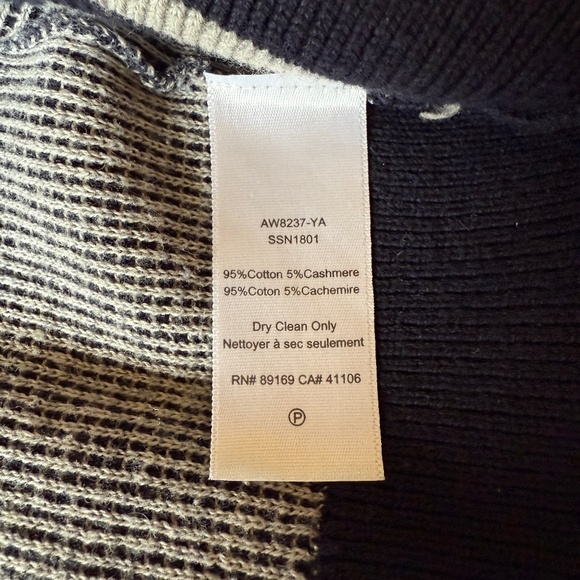 AW8237-YA
SSN1801
95%Cotton 5%Cashmere
95%Coton 5%Cachemire
Dry Clean Only
Nettoyer à sec seulement
RN# 89169 CA# 41106
P